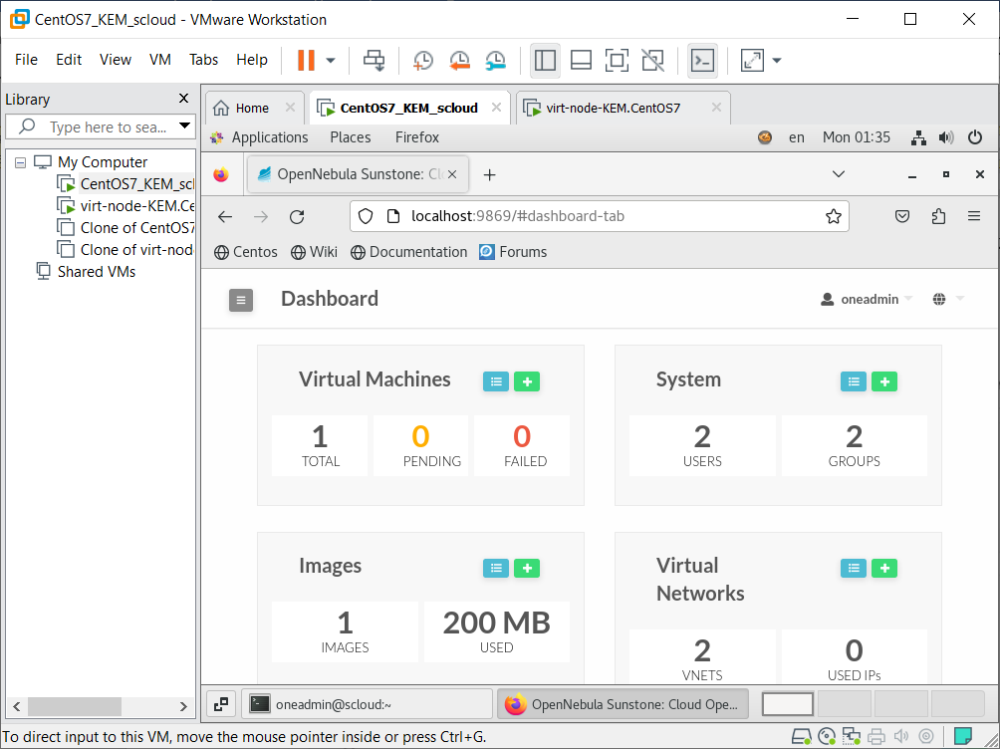 CentOS7_KEM_scloud - VMware Workstation
File Edit View VM Tabs Help
Library
Type here to sea...
My Computer
CentOS7_KEM_scl
virt-node-KEM.Ce
Clone of CentOS7
Clone of virt-nod
Shared VMs
Home CentOS7_KEM_scloud virt-node-KEM.CentOS7
Applications Places Firefox en Mon 01:35
OpenNebula Sunstone: Cl
localhost:9869/#dashboard-tab
Centos Wiki Documentation Forums
Dashboard oneadmin
Virtual Machines
1 0 0
TOTAL PENDING FAILED
System
2 2
USERS GROUPS
Images
1 200 MB
IMAGES USED
Virtual
Networks
2 0
VNETS USED IPs
oneadmin@scloud:~ OpenNebula Sunstone: Cloud Ope...
To direct input to this VM, move the mouse pointer inside or press Ctrl+G.